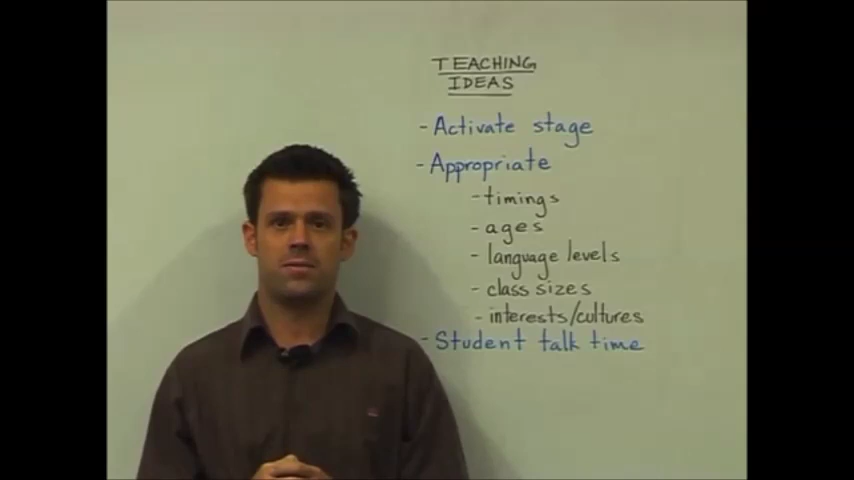 TEACHING
IDEAS
- Activate stage
- Appropriate
- timings
- ages
- language levels
- class sizes
- interests/cultures
- Student talk time